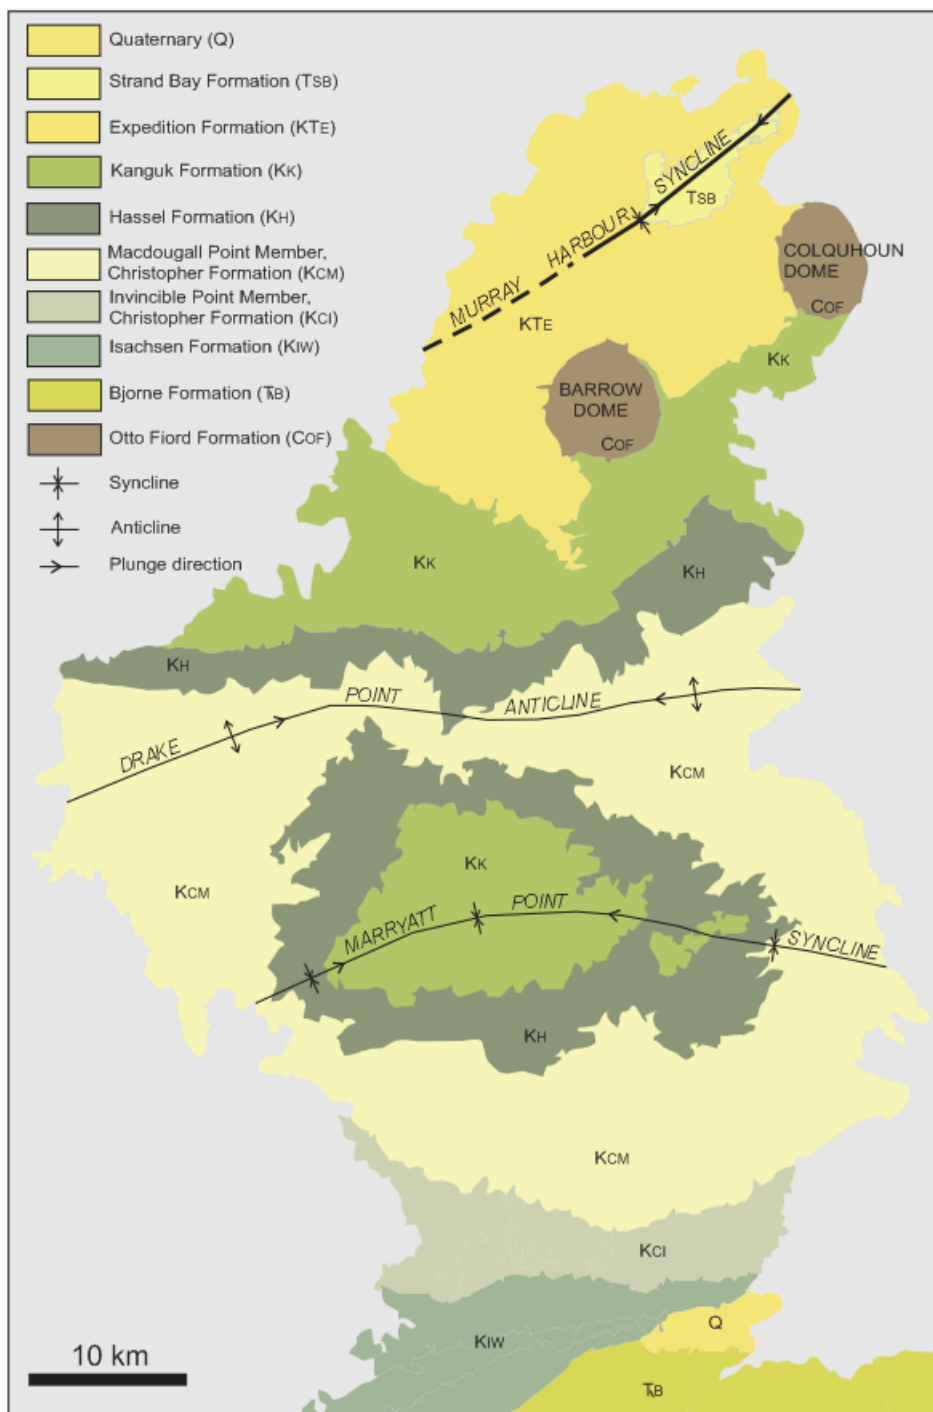 Quaternary (Q)
Strand Bay Formation (TSB)
Expedition Formation (KTE)
Kanguk Formation (KK)
Hassel Formation (KH)
Macdougall Point Member,
Christopher Formation (KCM)
Invincible Point Member,
Christopher Formation (KCI)
Isachsen Formation (KIW)
Bjorne Formation (TRB)
Otto Fiord Formation (COF)
Syncline
Anticline
Plunge direction
MURRAY HARBOUR SYNCLINE
TSB
COLQUHOUN
DOME
COF
KTE
KK
BARROW
DOME
COF
KK
KH
KH
DRAKE POINT ANTICLINE
KCM
KK
KCM
MARRYATT POINT SYNCLINE
KH
KCM
KCI
Q
KIW
TRB
10 km